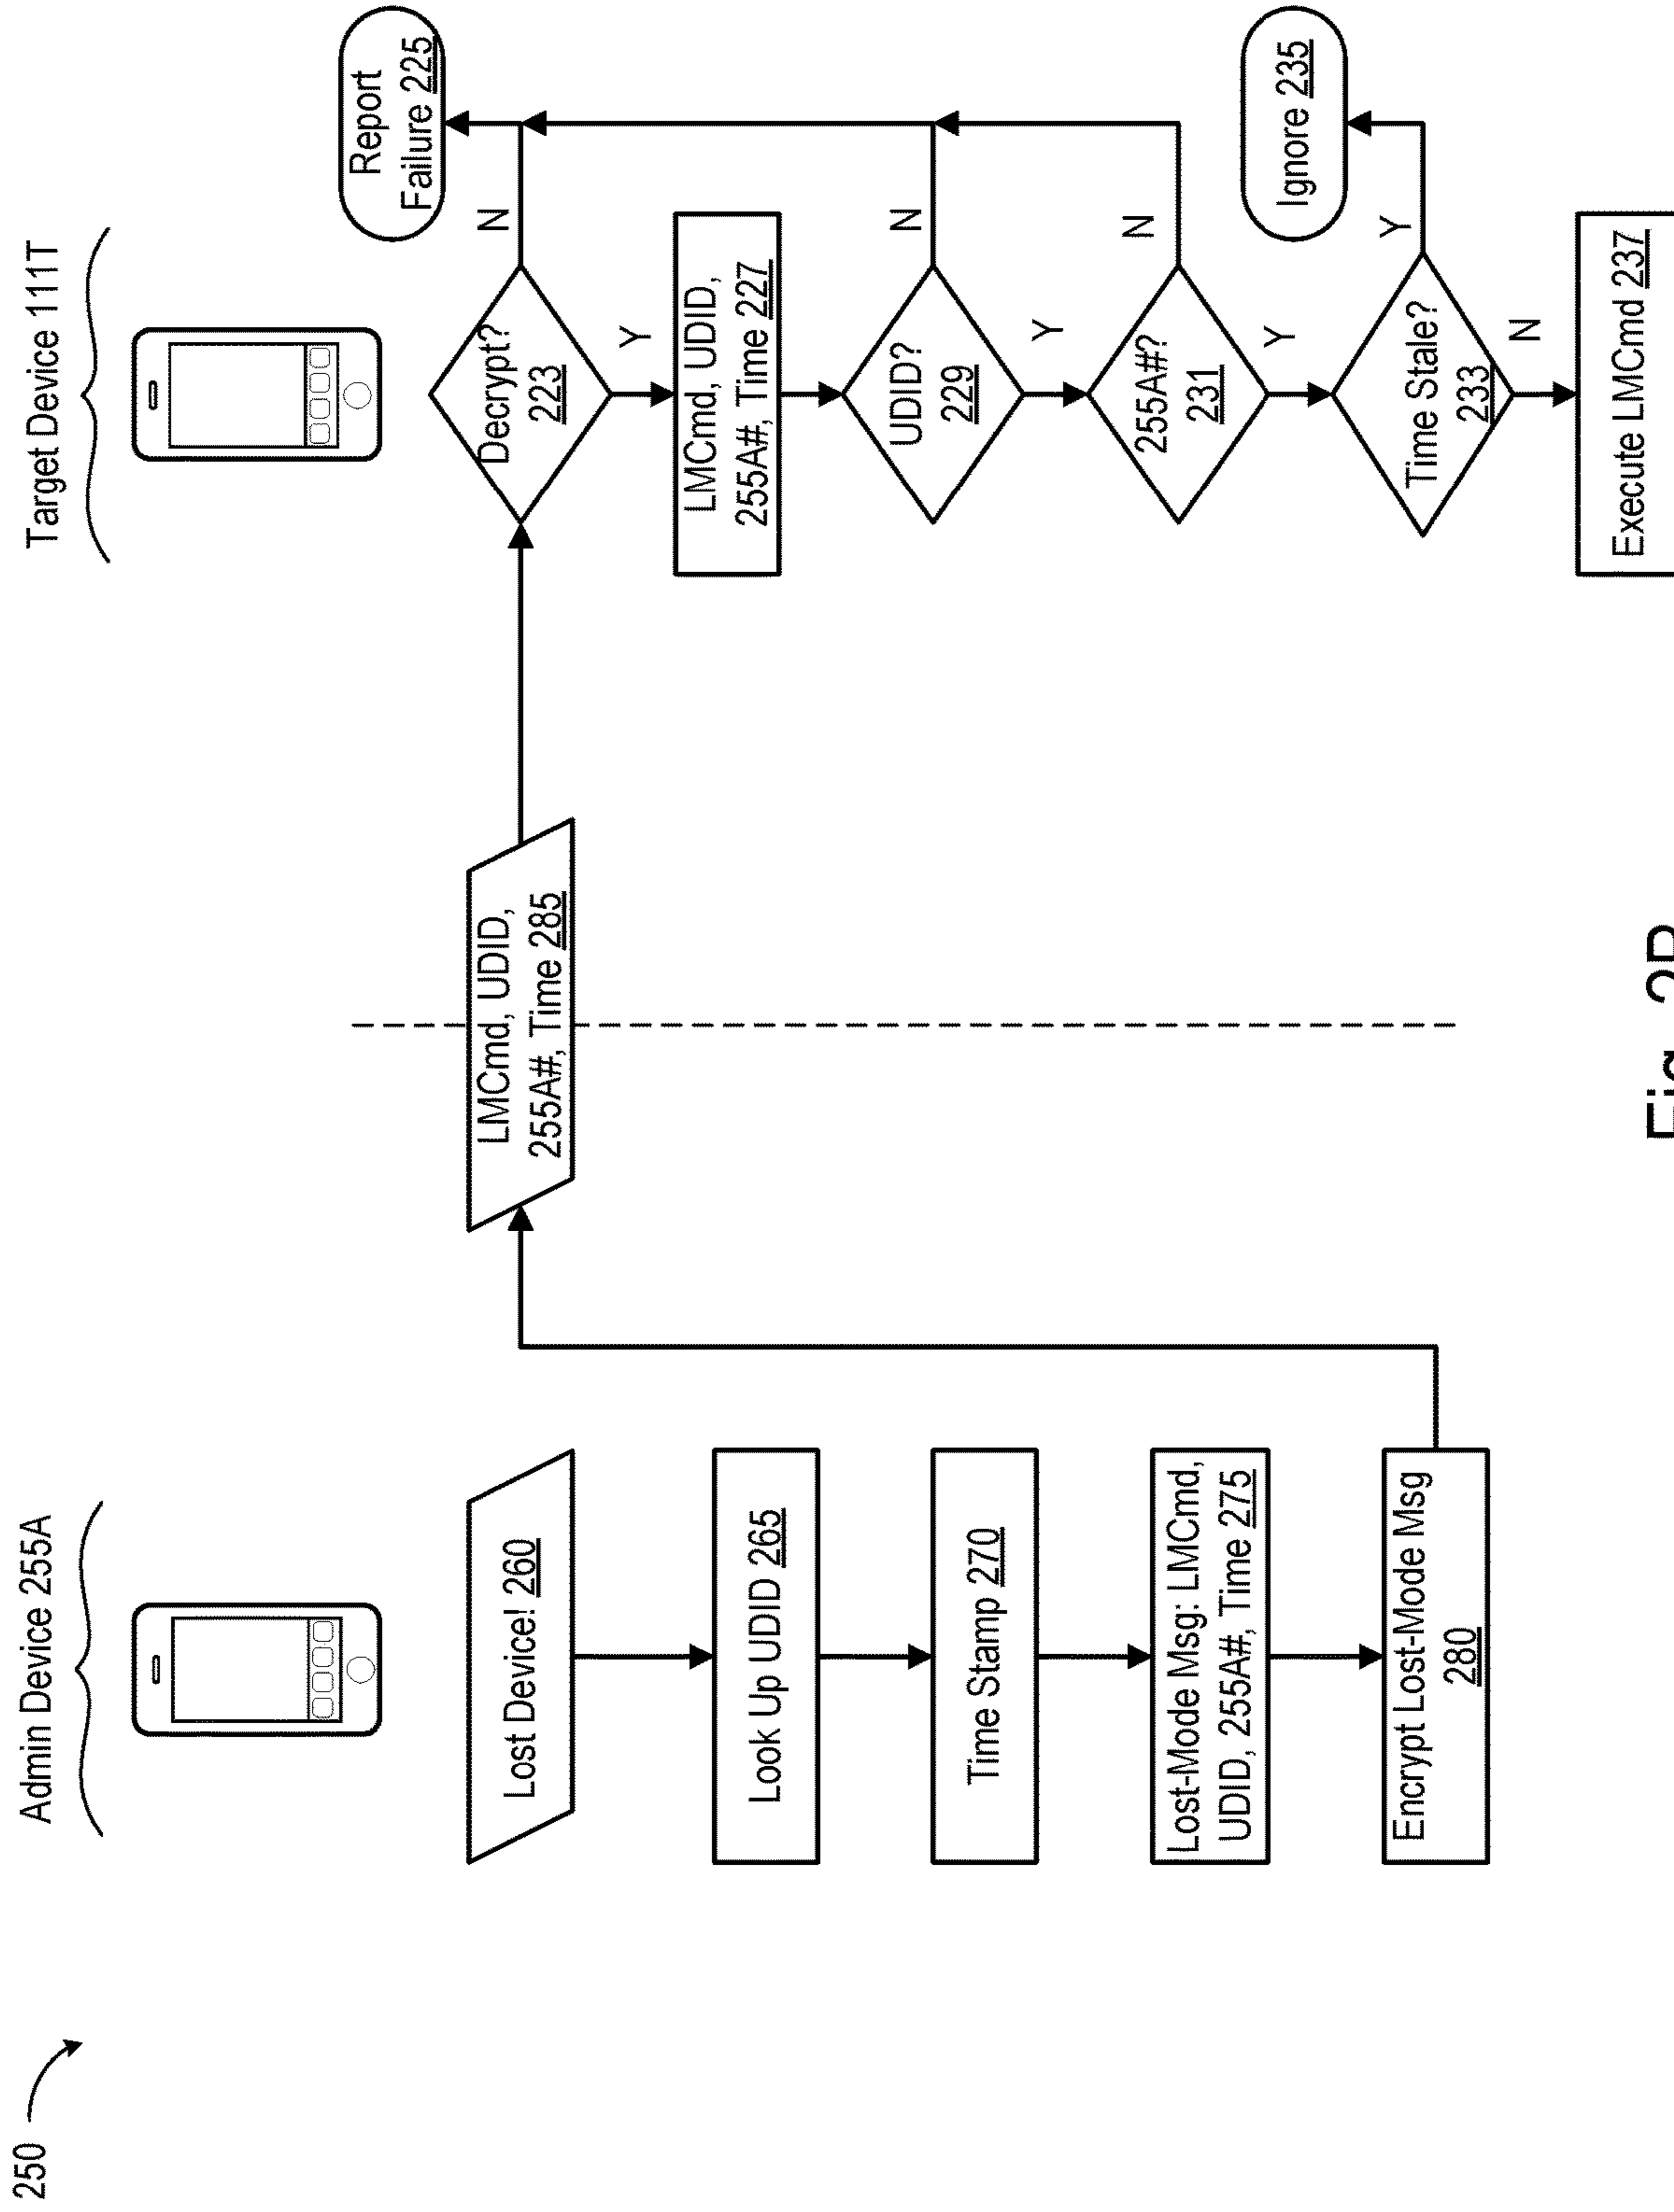 250
Admin Device 255A
Lost Device! 260
Look Up UDID 265
Time Stamp 270
Lost-Mode Msg: LMCmd,
UDID, 255A#, Time 275
Encrypt Lost-Mode Msg
280
LMCmd, UDID,
255A#, Time 285
Target Device 111T
Decrypt?
223
N
Report
Failure 225
Y
LMCmd, UDID,
255A#, Time 227
UDID?
229
N
Y
255A#?
231
N
Y
Time Stale?
233
Y
Ignore 235
N
Execute LMCmd 237
Fig. 2B